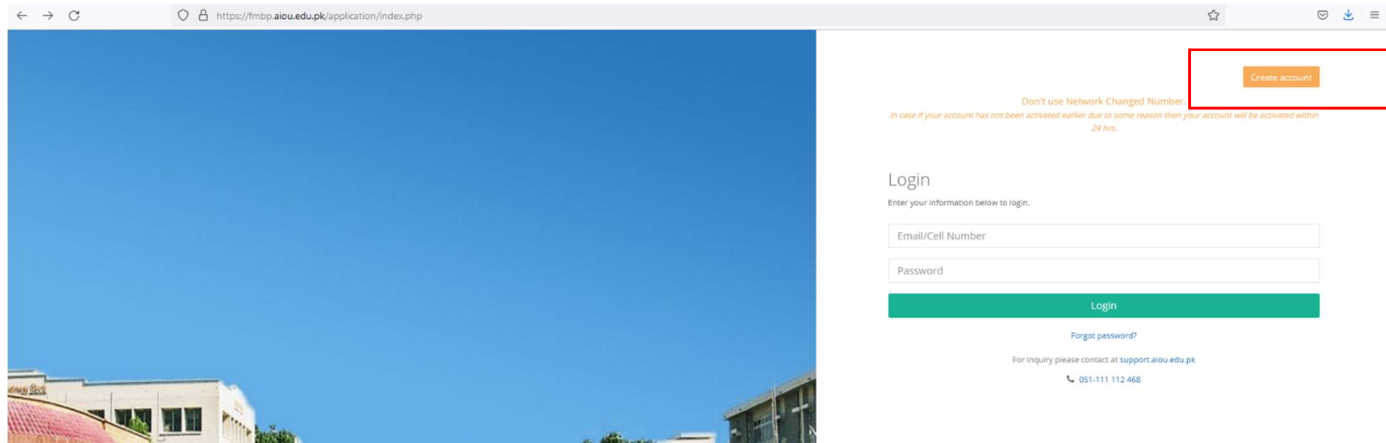 https://fmbp.aiou.edu.pk/application/index.php
Create account
Don't use Network Changed Number.
In case if your account has not been activated earlier due to some reason then your account will be activated within
24 hrs.
Login
Enter your information below to login.
Email/Cell Number
Password
Login
Forgot password?
For inquiry please contact at support.aiou.edu.pk
051-111 112 468